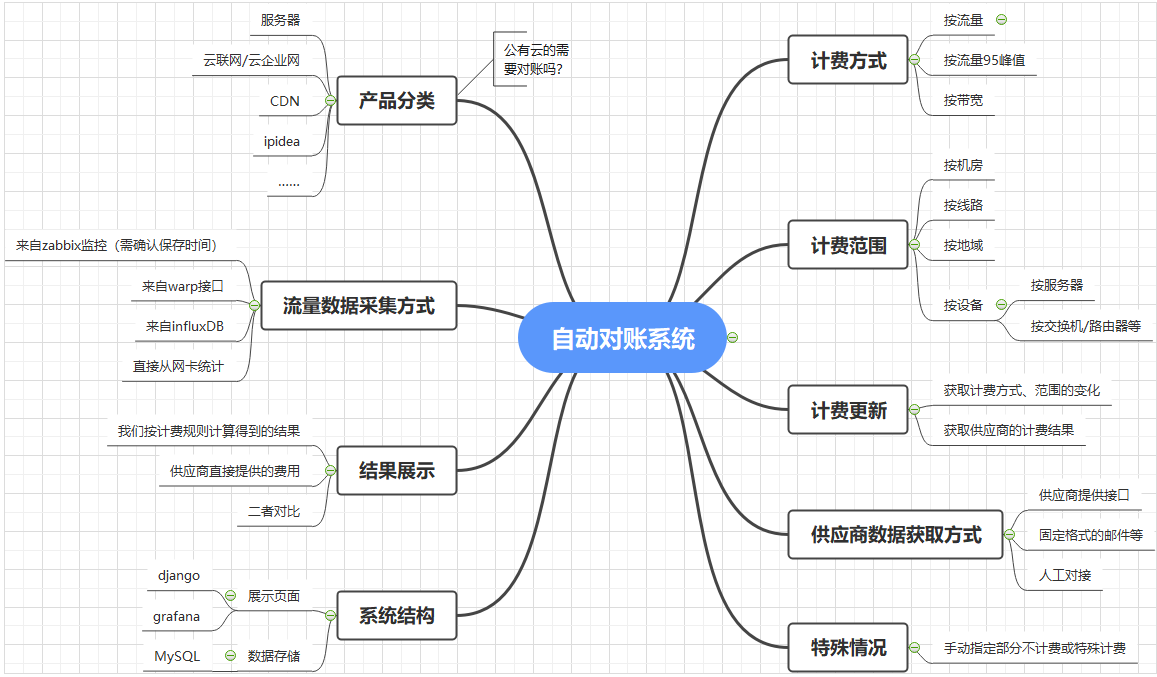 自动对账系统
产品分类
服务器
云联网/云企业网
CDN
ipidea
......
公有云的需
要对账吗?
流量数据采集方式
来自zabbix监控（需确认保存时间）
来自warp接口
来自influxDB
直接从网卡统计
结果展示
我们按计费规则计算得到的结果
供应商直接提供的费用
二者对比
系统结构
展示页面
django
grafana
数据存储
MySQL
计费方式
按流量
按流量95峰值
按带宽
计费范围
按机房
按线路
按地域
按设备
按服务器
按交换机/路由器等
计费更新
获取计费方式、范围的变化
获取供应商的计费结果
供应商数据获取方式
供应商提供接口
固定格式的邮件等
人工对接
特殊情况
手动指定部分不计费或特殊计费